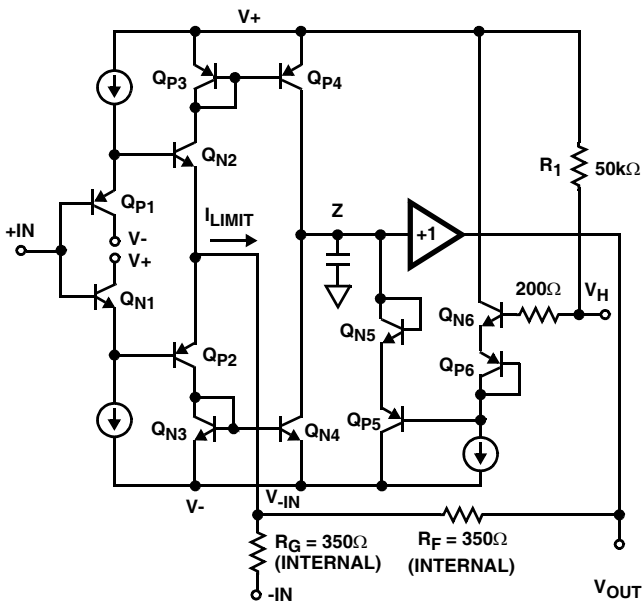 V+
QP3
QP4
QN2
R1
50kΩ
QP1
ILIMIT
Z
+IN
V-
V+
+1
200Ω
VH
QN1
QN5
QN6
QP2
QP6
QN3
QN4
QP5
V-
V-IN
RG = 350Ω
(INTERNAL)
RF = 350Ω
(INTERNAL)
-IN
VOUT